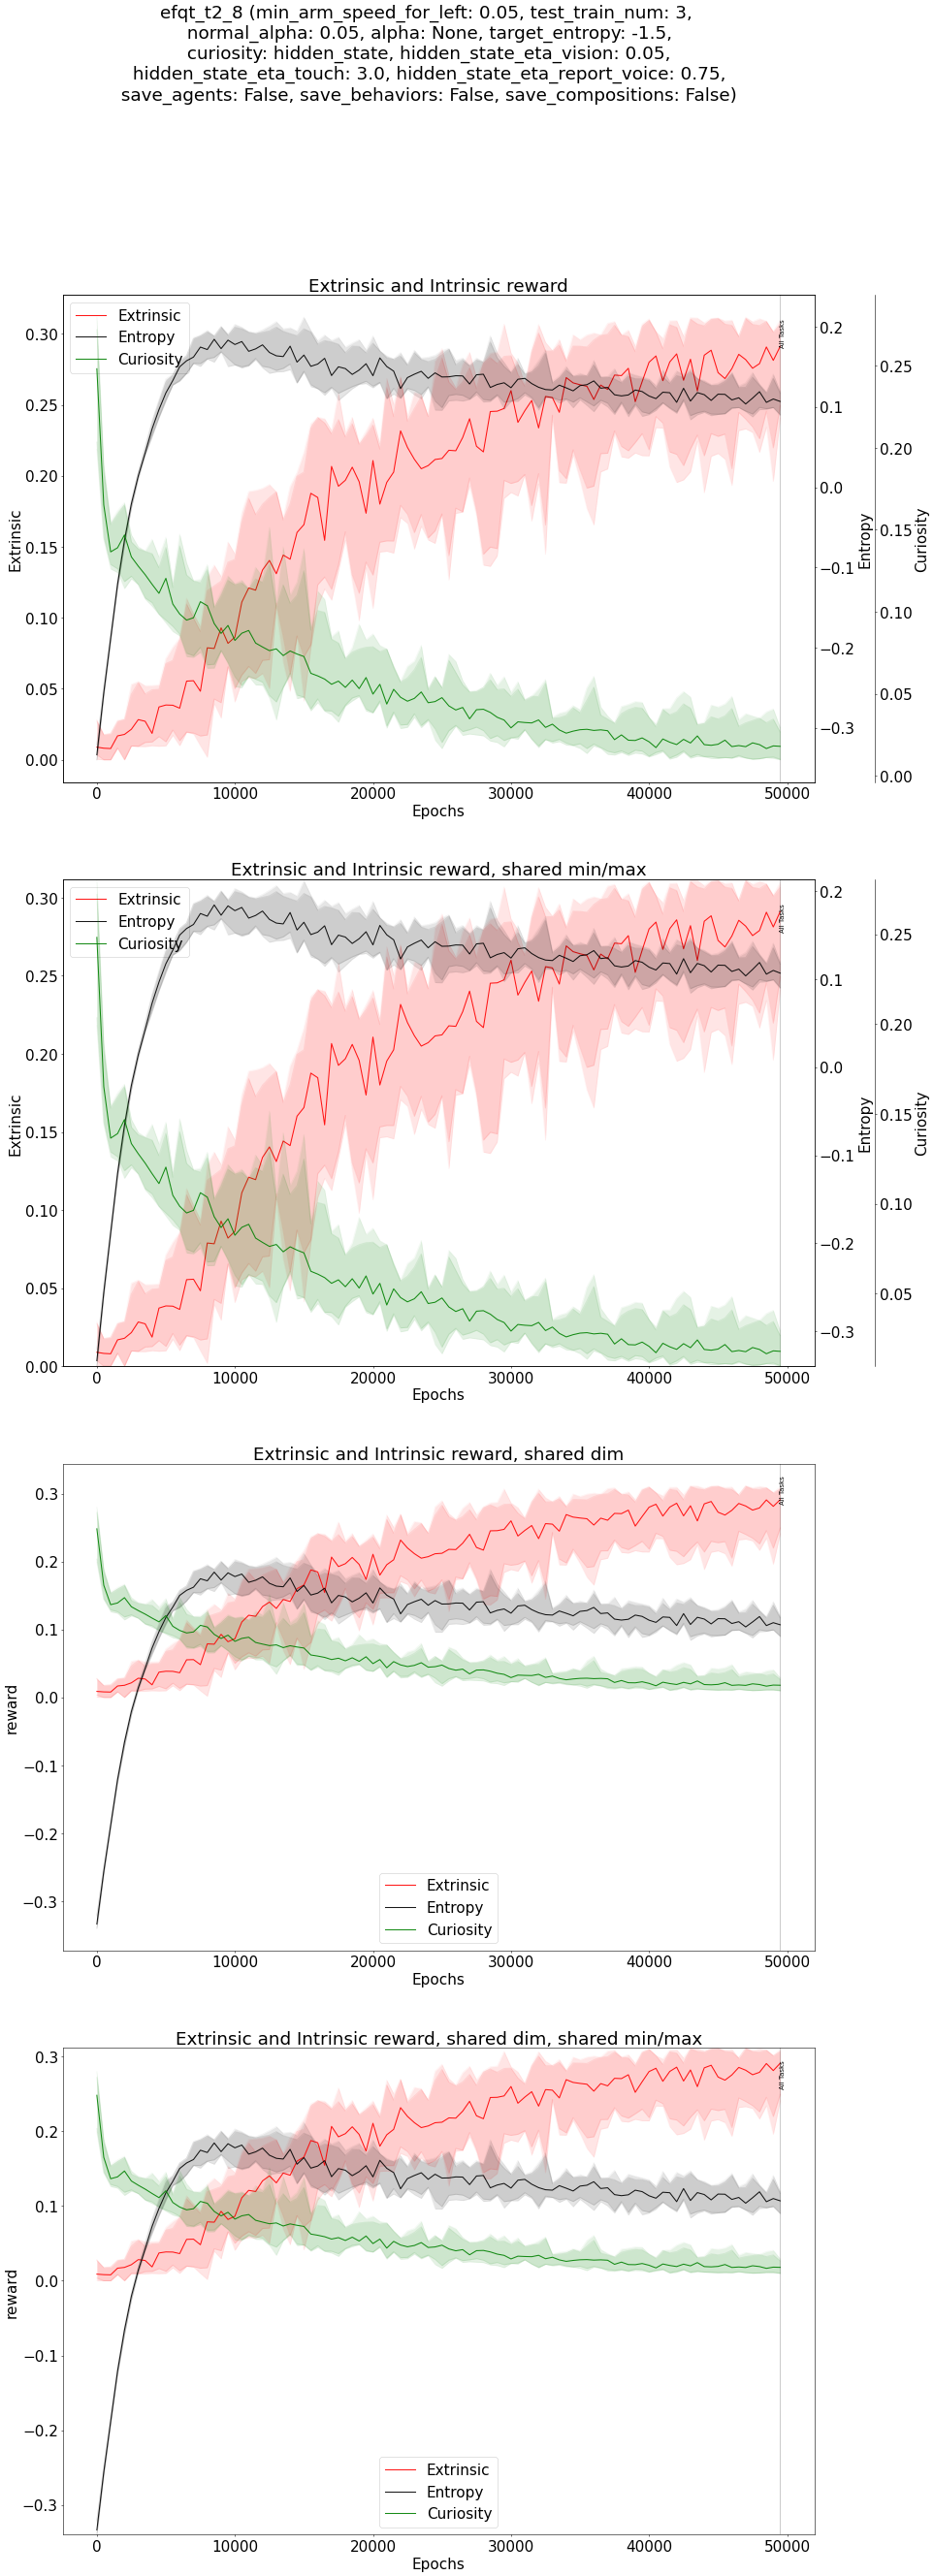 efqt_t2_8 (min_arm_speed_for_left: 0.05, test_train_num: 3,
normal_alpha: 0.05, alpha: None, target_entropy: -1.5,
curiosity: hidden_state, hidden_state_eta_vision: 0.05,
hidden_state_eta_touch: 3.0, hidden_state_eta_report_voice: 0.75,
save_agents: False, save_behaviors: False, save_compositions: False)
Extrinsic and Intrinsic reward
Extrinsic
Entropy
Curiosity
All Tasks
0.30
0.25
0.20
0.15
0.10
0.05
0.00
Extrinsic
0.2
0.1
0.0
−0.1
−0.2
−0.3
Entropy
0.25
0.20
0.15
0.10
0.05
0.00
Curiosity
0 10000 20000 30000 40000 50000
Epochs
Extrinsic and Intrinsic reward, shared min/max
Extrinsic
Entropy
Curiosity
All Tasks
0.30
0.25
0.20
0.15
0.10
0.05
0.00
Extrinsic
0.2
0.1
0.0
−0.1
−0.2
−0.3
Entropy
0.25
0.20
0.15
0.10
0.05
Curiosity
0 10000 20000 30000 40000 50000
Epochs
Extrinsic and Intrinsic reward, shared dim
All Tasks
0.3
0.2
0.1
0.0
−0.1
−0.2
−0.3
reward
Extrinsic
Entropy
Curiosity
0 10000 20000 30000 40000 50000
Epochs
Extrinsic and Intrinsic reward, shared dim, shared min/max
All Tasks
0.3
0.2
0.1
0.0
−0.1
−0.2
−0.3
reward
Extrinsic
Entropy
Curiosity
0 10000 20000 30000 40000 50000
Epochs